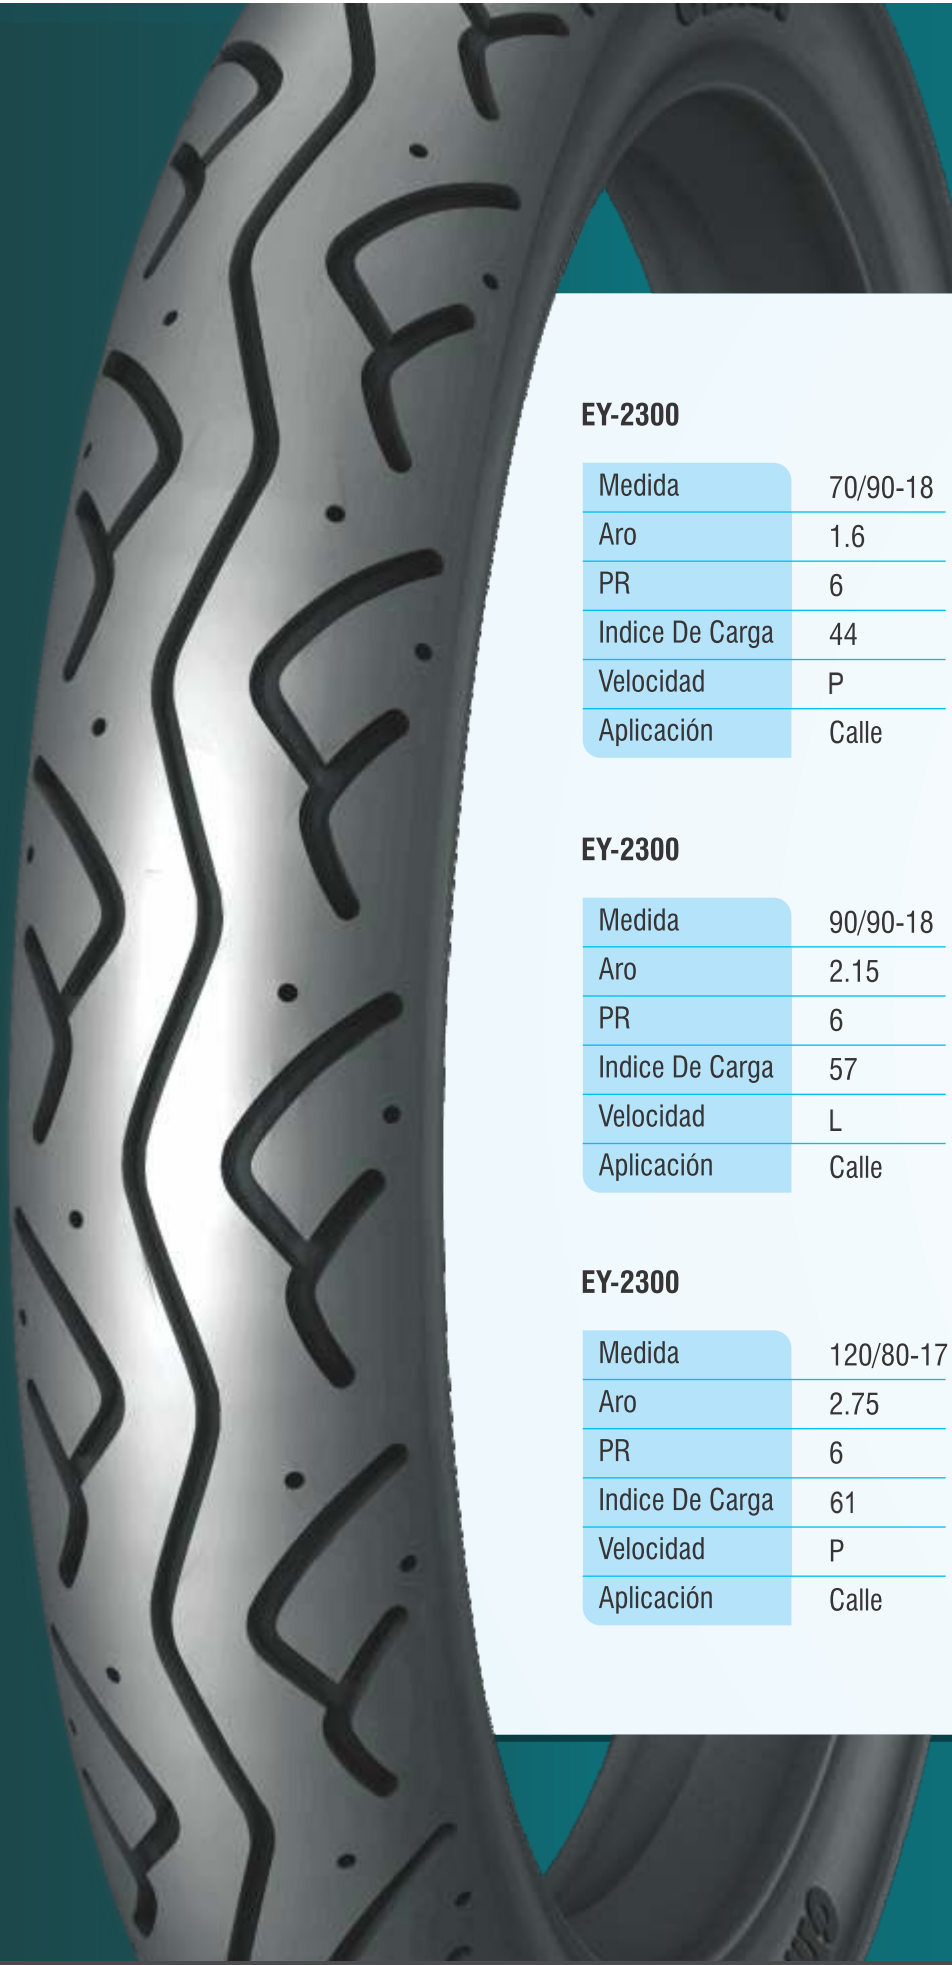 EY-2300
Medida 70/90-18
Aro 1.6
PR 6
Indice De Carga 44
Velocidad P
Aplicación Calle
EY-2300
Medida 90/90-18
Aro 2.15
PR 6
Indice De Carga 57
Velocidad L
Aplicación Calle
EY-2300
Medida 120/80-17
Aro 2.75
PR 6
Indice De Carga 61
Velocidad P
Aplicación Calle